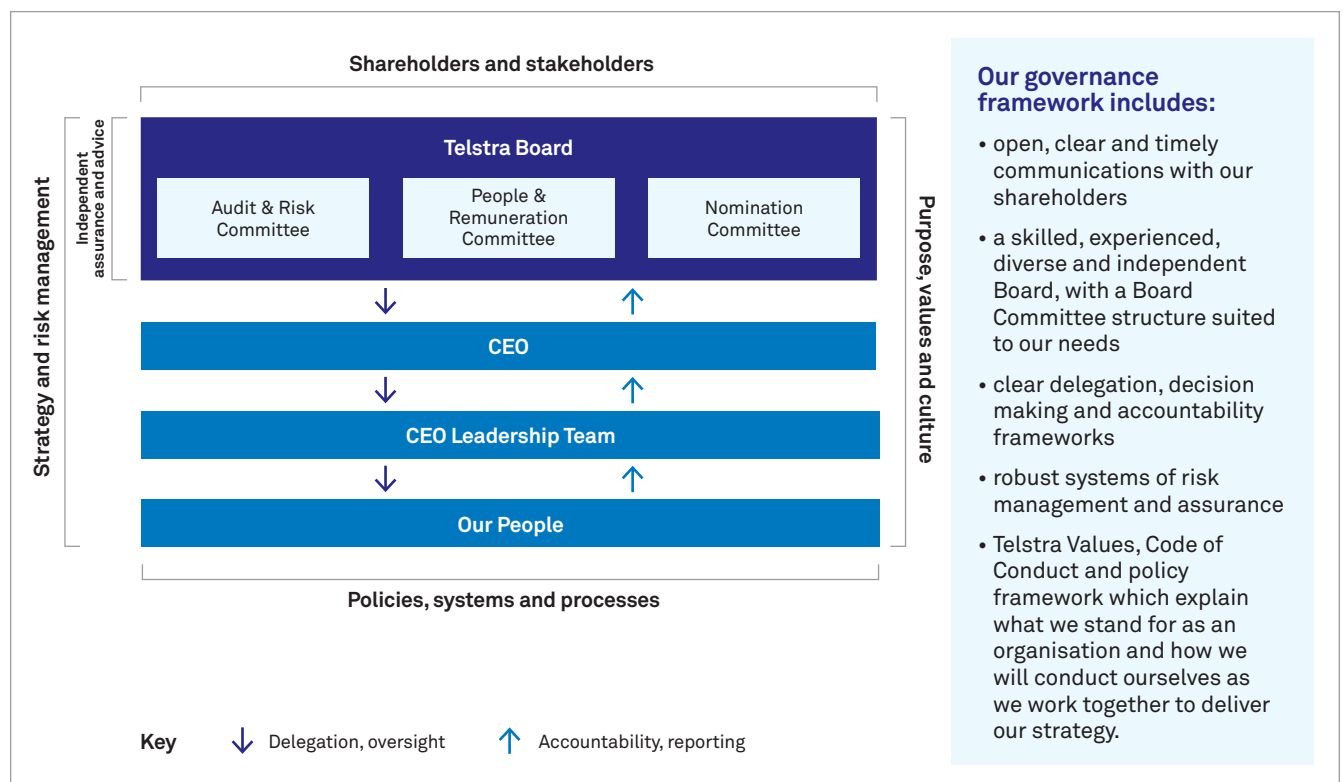 Shareholders and stakeholders
Strategy and risk management
Independent
assurance and advice
Telstra Board
Audit & Risk
Committee
People &
Remuneration
Committee
Nomination
Committee
CEO
CEO Leadership Team
Our People
Purpose, values and culture
Policies, systems and processes
Key
Delegation, oversight
Accountability, reporting
Our governance
framework includes:
• open, clear and timely
communications with our
shareholders
• a skilled, experienced,
diverse and independent
Board, with a Board
Committee structure suited
to our needs
• clear delegation, decision
making and accountability
frameworks
• robust systems of risk
management and assurance
• Telstra Values, Code of
Conduct and policy
framework which explain
what we stand for as an
organisation and how we
will conduct ourselves as
we work together to deliver
our strategy.